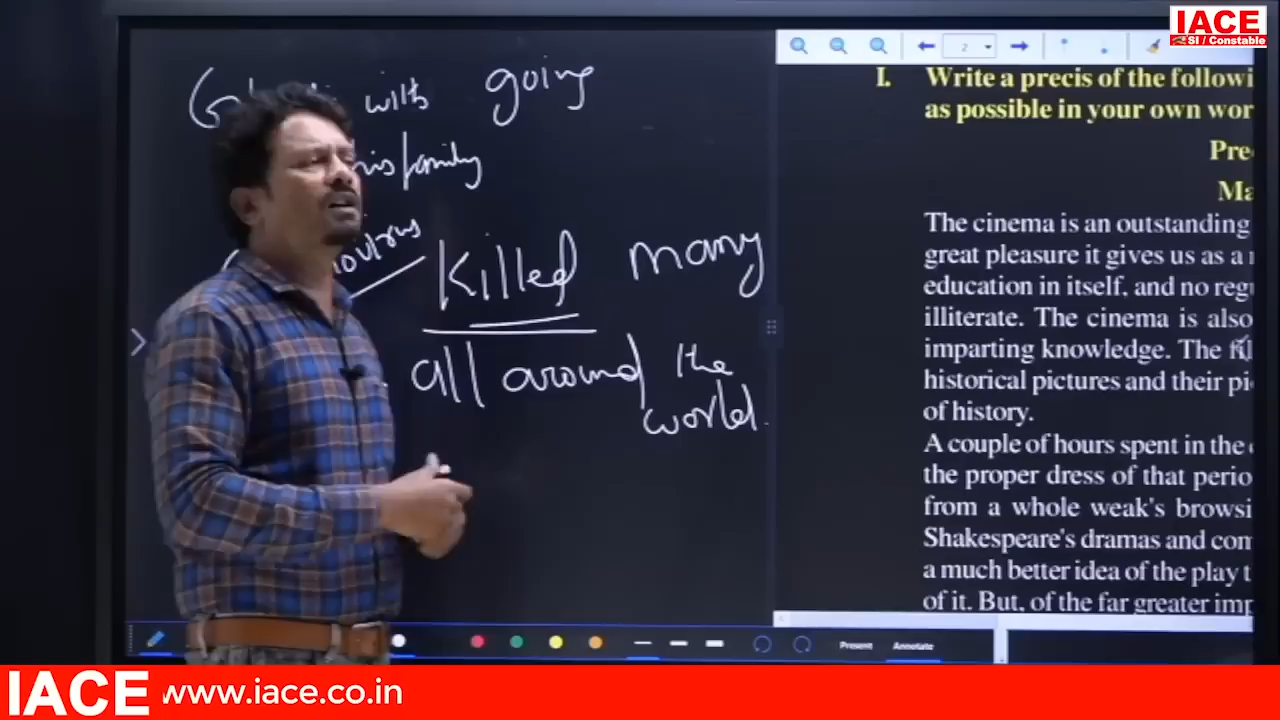 IACE
SI / Constable
with going
his family
Killed many
all around the
world.
2
I. Write a precis of the followi
as possible in your own wor
Pre
Ma
The cinema is an outstanding
great pleasure it gives us as a
education in itself, and no regu
illiterate. The cinema is also
imparting knowledge. The
historical pictures and their pi
of history.
A couple of hours spent in the
the proper dress of that perio
from a whole weak's browsi
Shakespeare's dramas and com
a much better idea of the play t
of it. But, of the far greater imp
Present Annotate
IACE www.iace.co.in